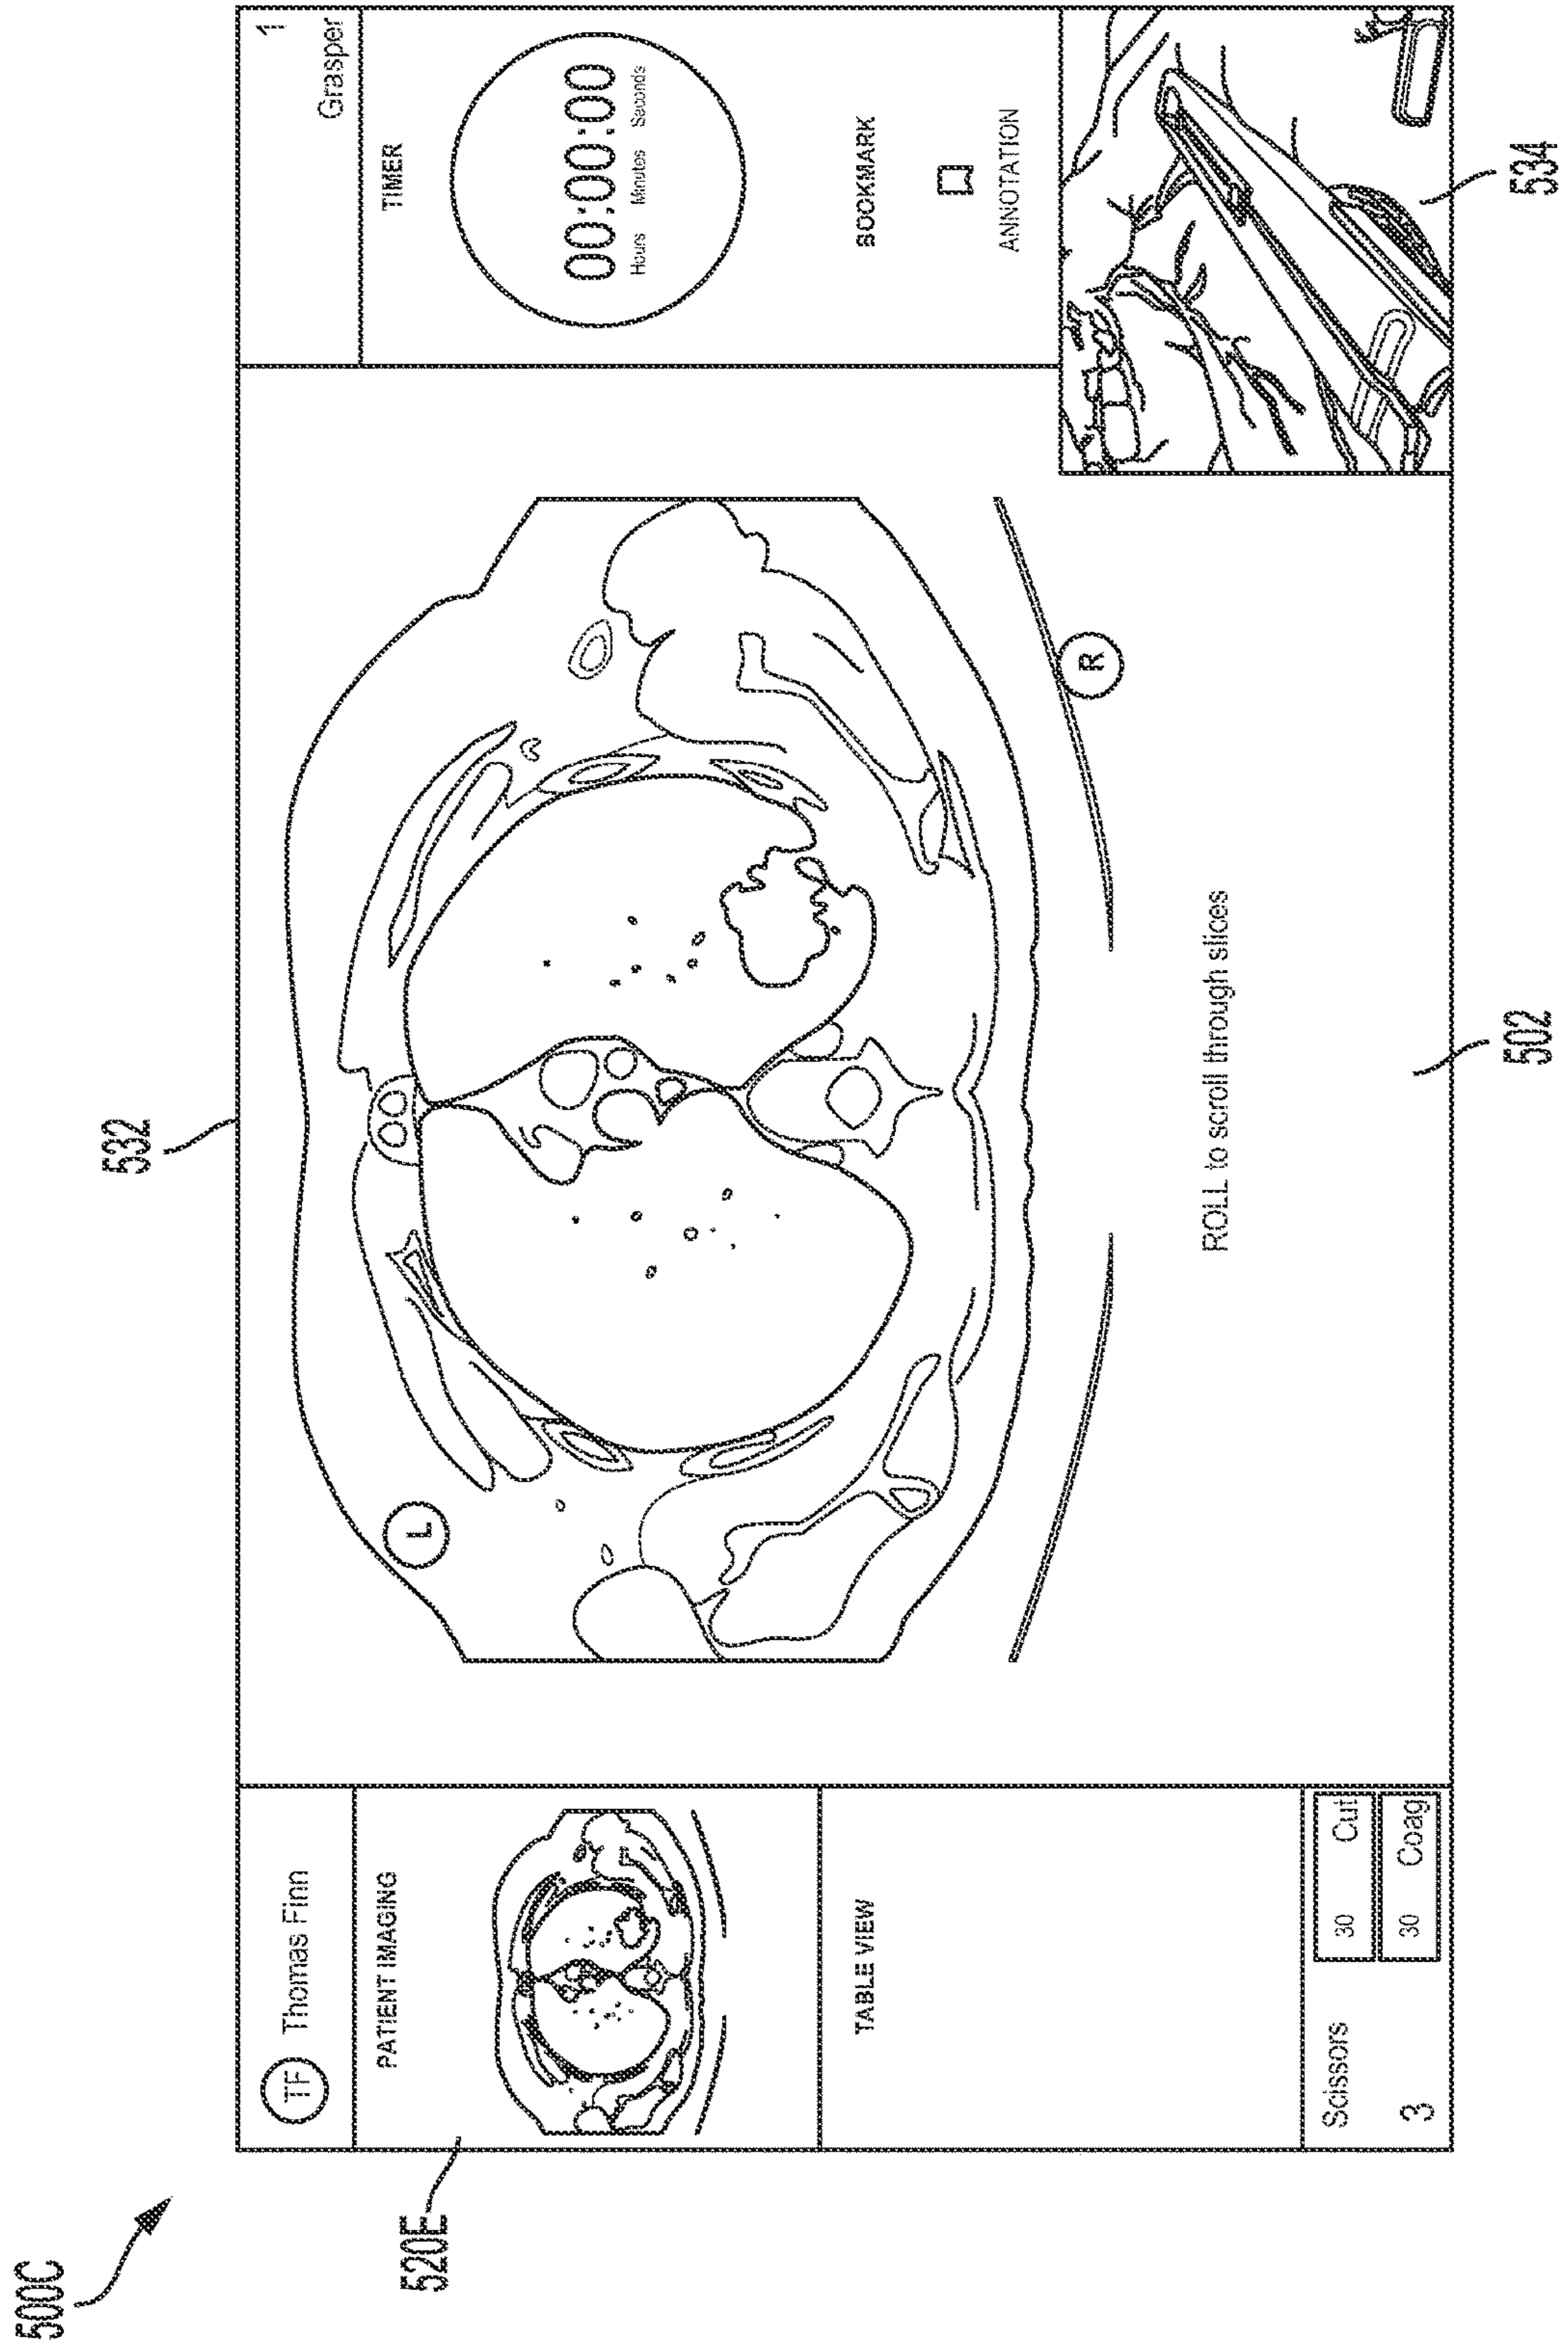 500C
532
TF Thomas Finn
PATIENT IMAGING
520E
TABLE VIEW
Scissors
3
30 Cut
30 Coag
L
R
ROLL to scroll through slices
1
Grasper
TIMER
00:00:00
Hours Minutes Seconds
BOOKMARK
ANNOTATION
502
534